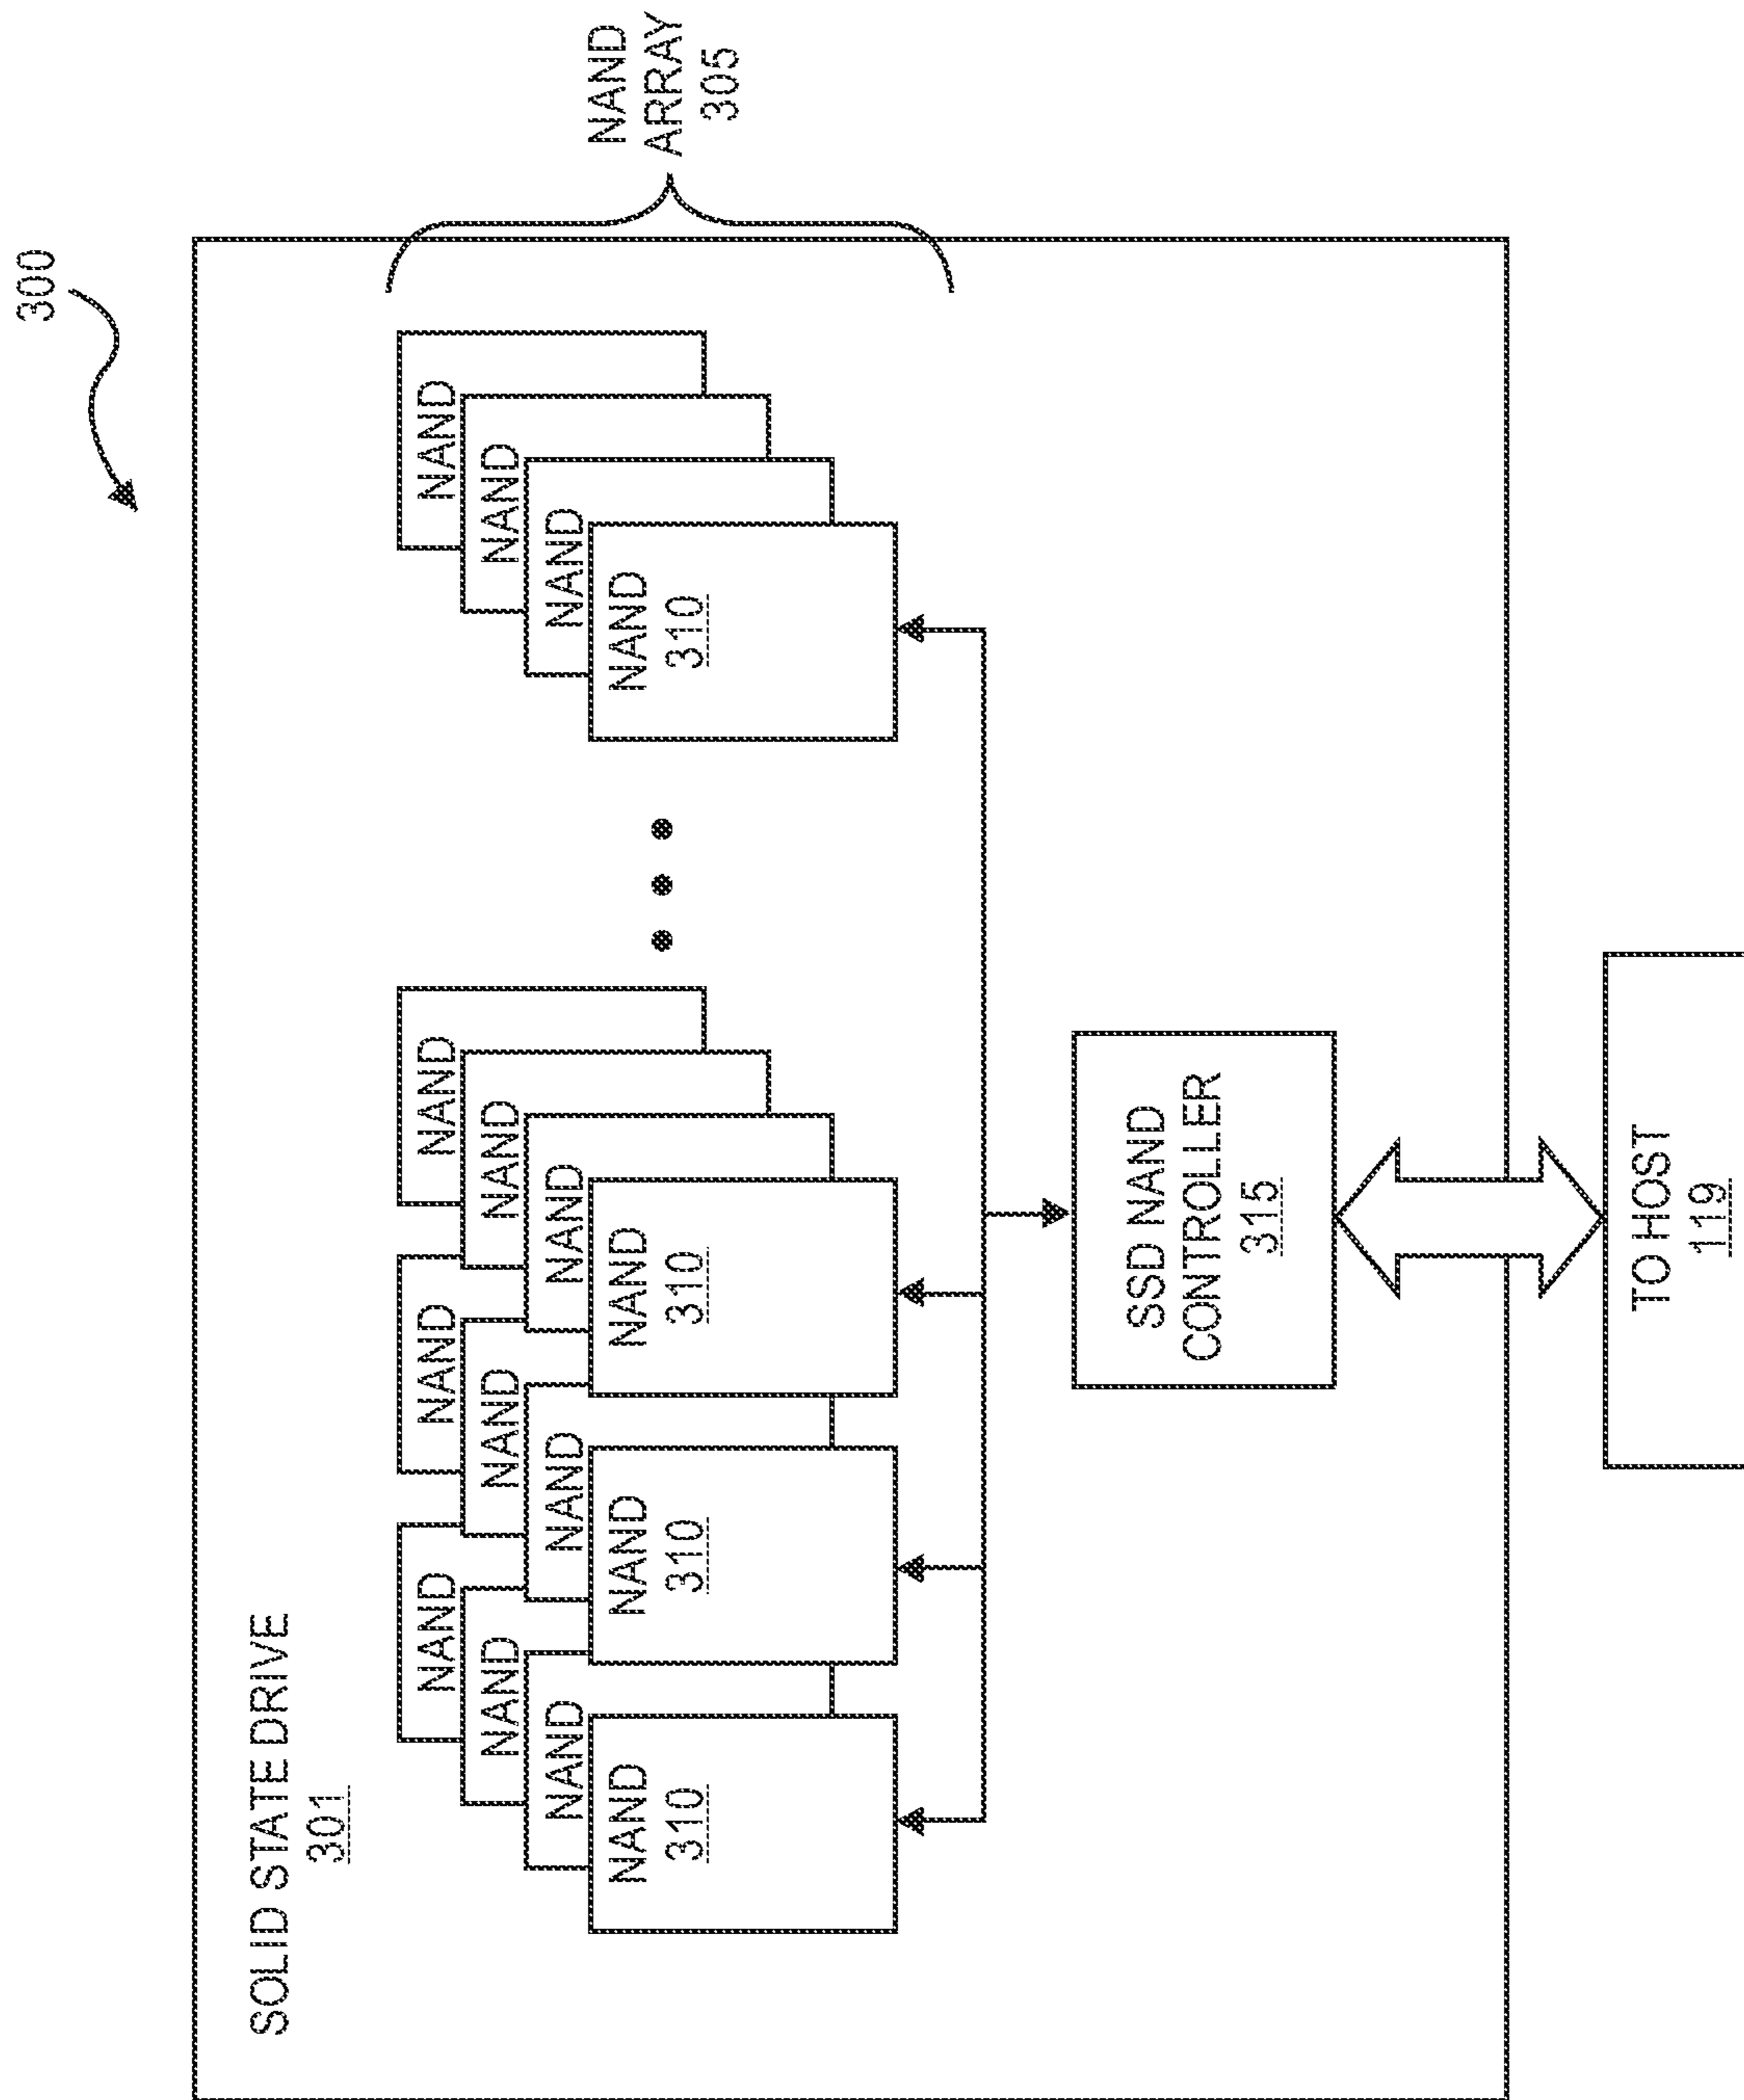 300
SOLID STATE DRIVE
301
NAND
ARRAY
305
NAND
NAND
NAND
NAND
310
NAND
NAND
NAND
NAND
310
NAND
NAND
NAND
NAND
310
NAND
NAND
NAND
NAND
310
SSD NAND
CONTROLLER
315
TO HOST
119